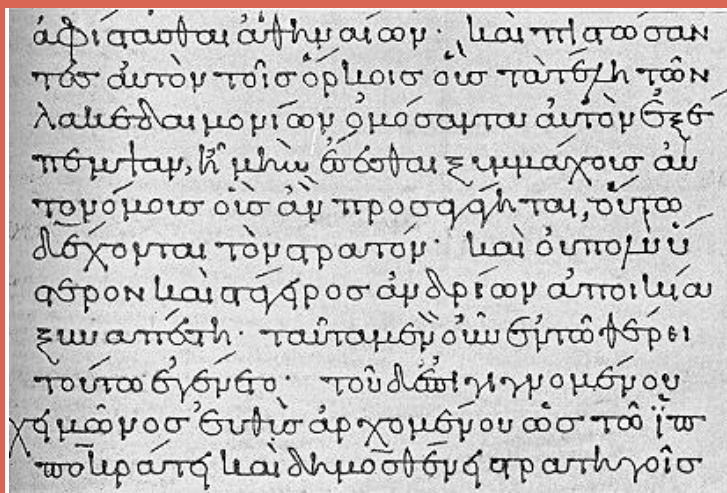 ἀφίστασθαι ἀθηναίων· καὶ πιστώσαν
τες αὐτὸν τοῖς ὅρκοις οὓς τὰ τέλη τῶν
λακεδαιμονίων ὀμόσαντα αὐτὸν ἐξέ
πεμψαν, ἦ μὴν ἔσεσθαι ξυμμάχους αὐ
τονόμους οὓς ἂν προσαγάγηται, οὕτω
δέχονται τὸν στρατόν· καὶ οὐ πολὺ ὕ
στερον καὶ στάγειρος ἀνδρίων ἀποικία
ξυναπέστη· ταῦτα μὲν οὖν ἐν τῶ θέρει
τούτω ἐγένετο· τοῦ δ' ἐπιγιγνομένου
χειμῶνος εὐθὺς ἀρχομένου ὡς τῶ ἱπ
ποκράτει καὶ δημοσθένει στρατηγοῖς